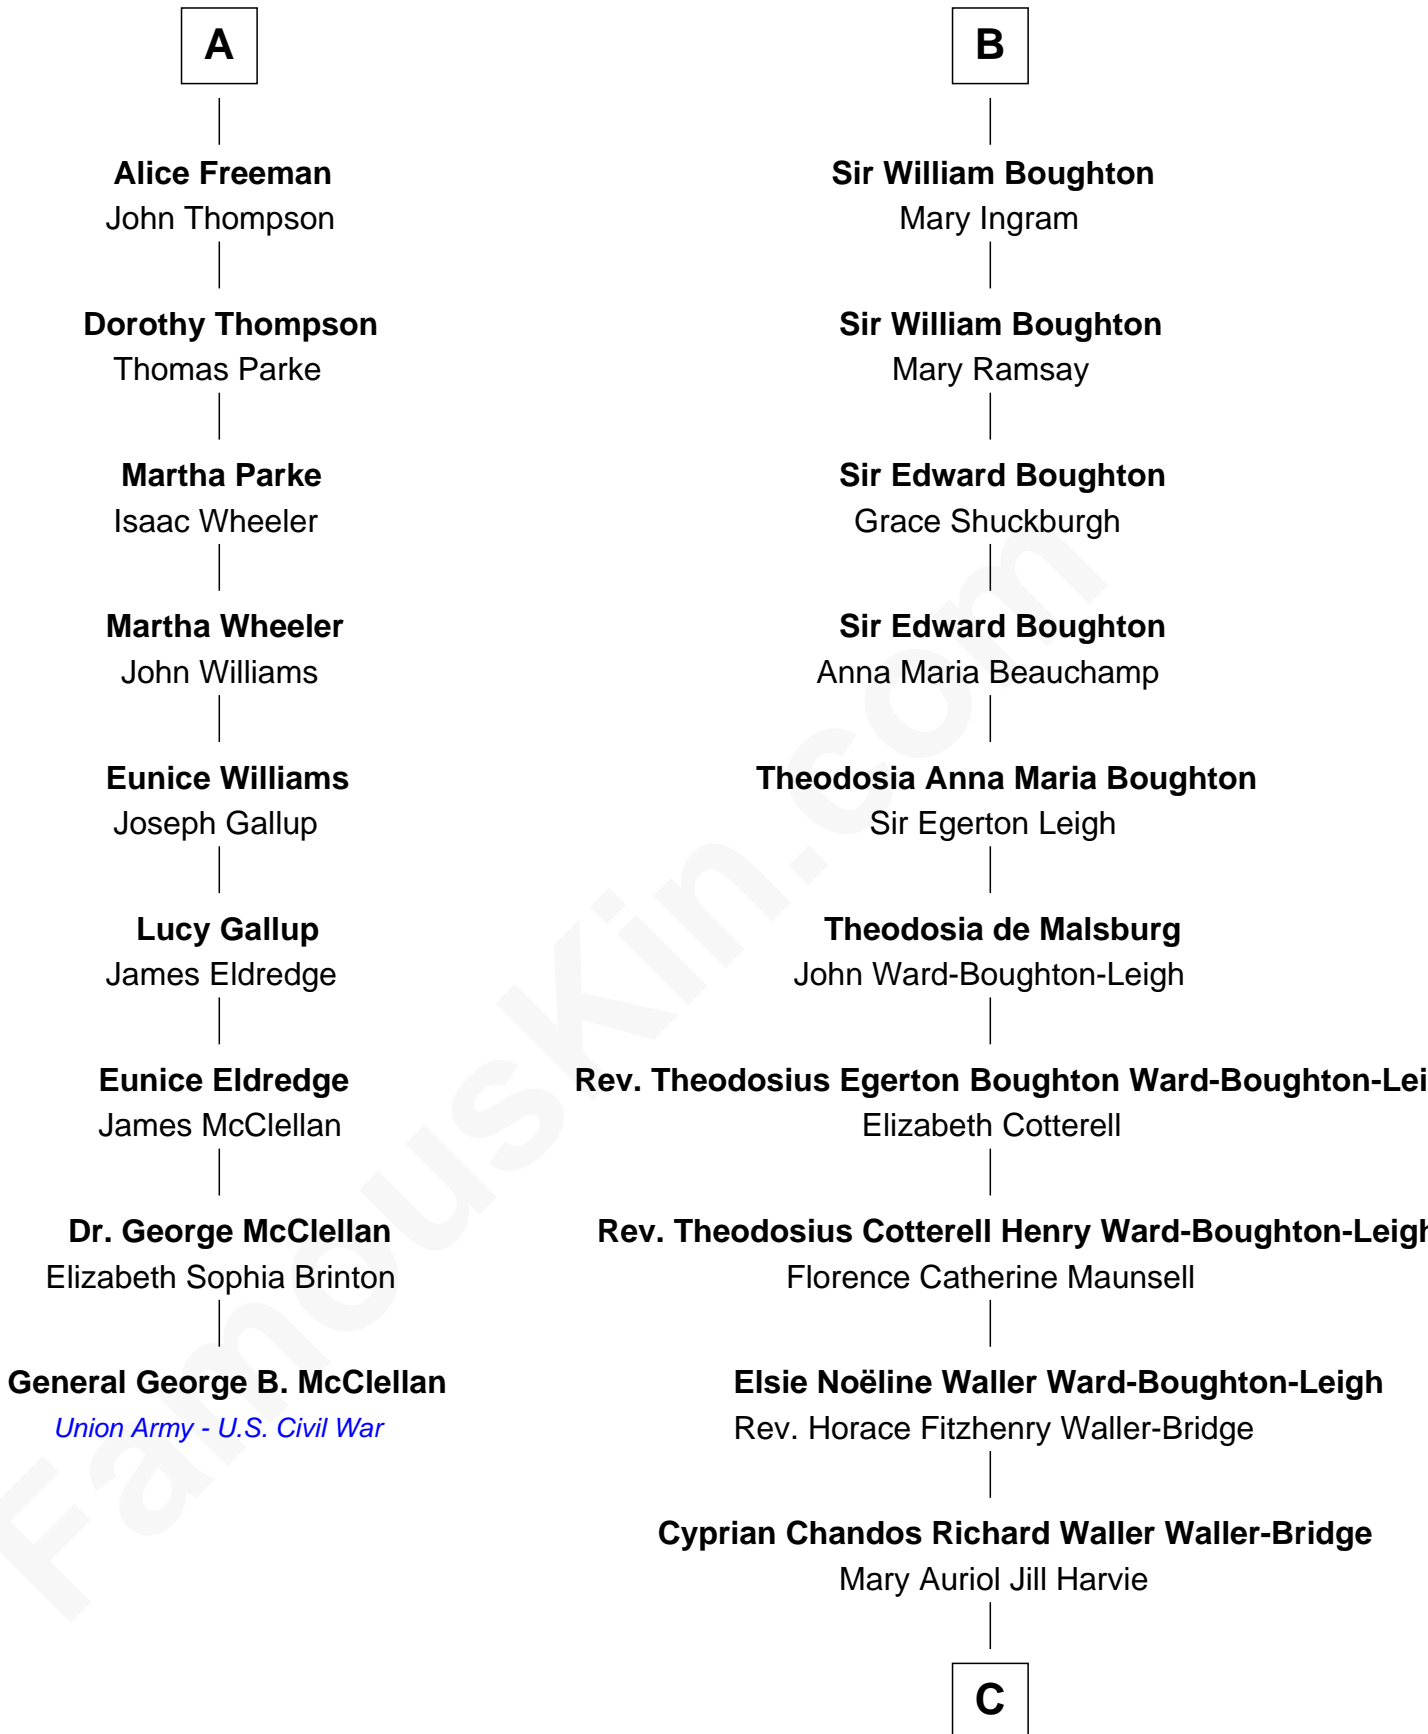 A
Alice Freeman
John Thompson
Dorothy Thompson
Thomas Parke
Martha Parke
Isaac Wheeler
Martha Wheeler
John Williams
Eunice Williams
Joseph Gallup
Lucy Gallup
James Eldredge
Eunice Eldredge
James McClellan
Dr. George McClellan
Elizabeth Sophia Brinton
General George B. McClellan
Union Army - U.S. Civil War
B
Sir William Boughton
Mary Ingram
Sir William Boughton
Mary Ramsay
Sir Edward Boughton
Grace Shuckburgh
Sir Edward Boughton
Anna Maria Beauchamp
Theodosia Anna Maria Boughton
Sir Egerton Leigh
Theodosia de Malsburg
John Ward-Boughton-Leigh
Rev. Theodosius Egerton Boughton Ward-Boughton-Lei
Elizabeth Cotterell
Rev. Theodosius Cotterell Henry Ward-Boughton-Leigh
Florence Catherine Maunsell
Elsie Noëline Waller Ward-Boughton-Leigh
Rev. Horace Fitzhenry Waller-Bridge
Cyprian Chandos Richard Waller Waller-Bridge
Mary Auriol Jill Harvie
C
FamousKin.com